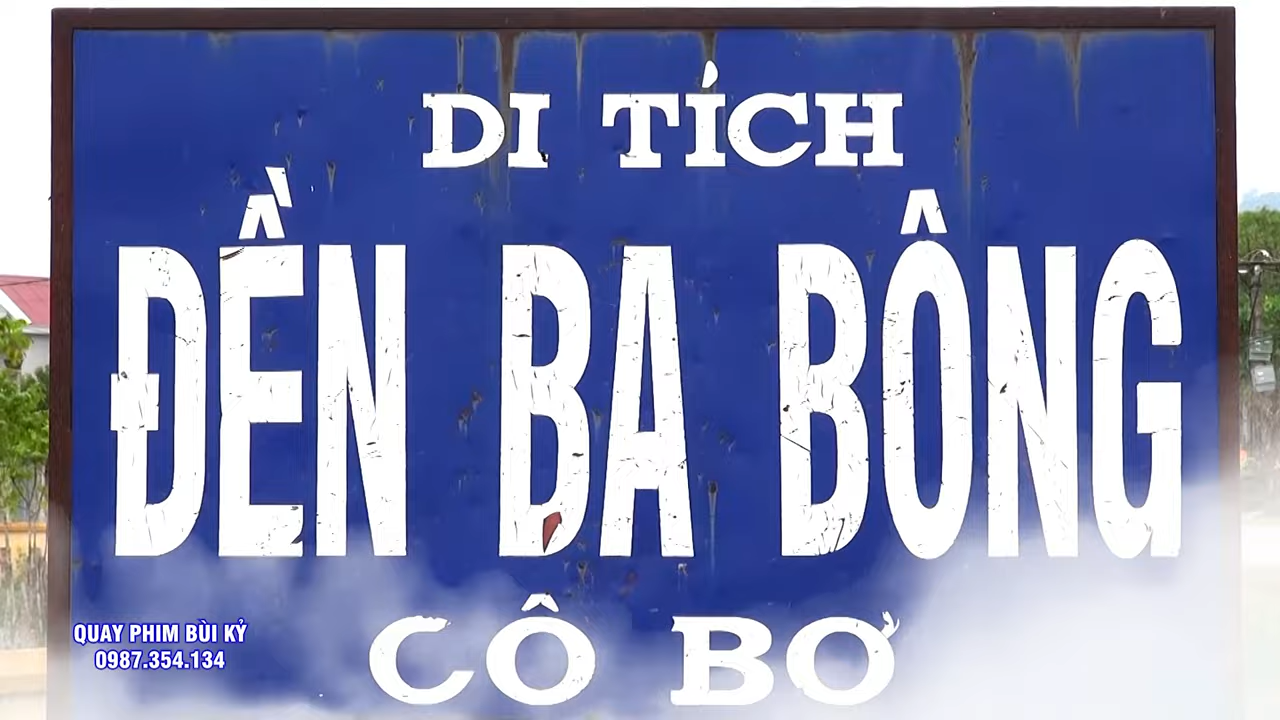 DI TÍCH
ĐỀN BA BÔNG
CÔ BƠ
QUAY PHIM BÙI KỶ
0987.354.134